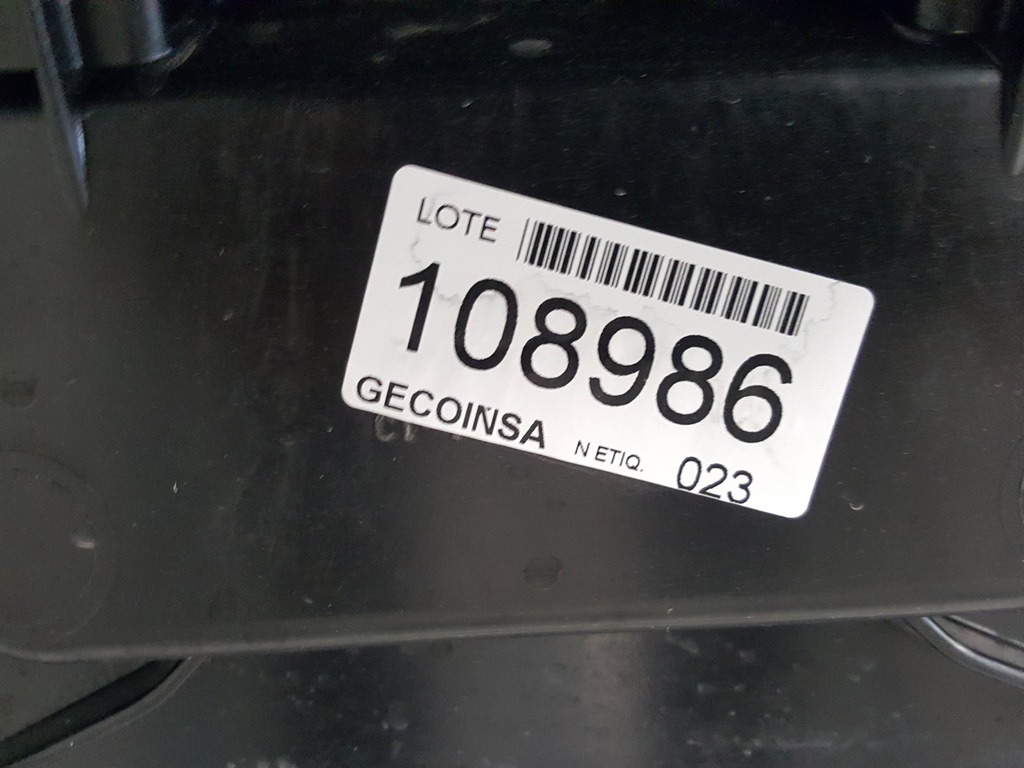 LOTE
108986
GECOINSA N ETIQ. 023